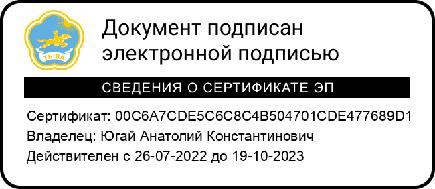 Документ подписан
электронной подписью
СВЕДЕНИЯ О СЕРТИФИКАТЕ ЭП
Сертификат: 00C6A7CDE5C6C8C4B504701CDE477689D1
Владелец: Югай Анатолий Константинович
Действителен с 26-07-2022 до 19-10-2023